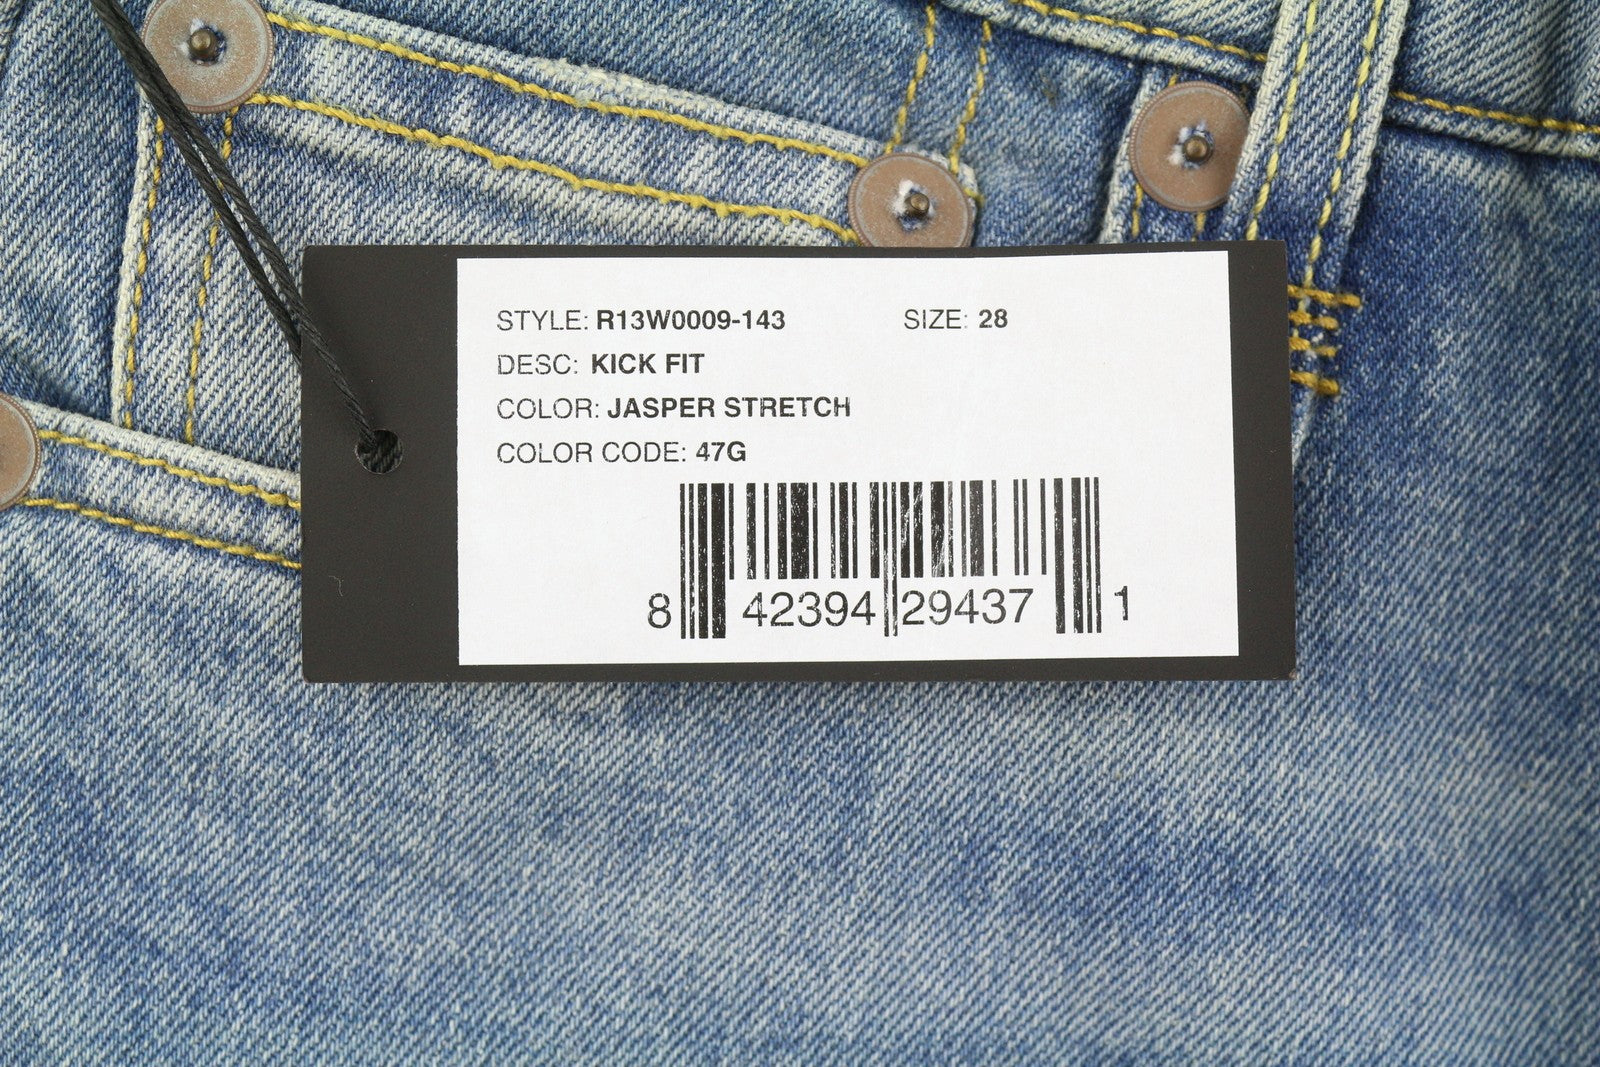 STYLE: R13W0009-143 SIZE: 28
DESC: KICK FIT
COLOR: JASPER STRETCH
COLOR CODE: 47G
8 42394 29437 1